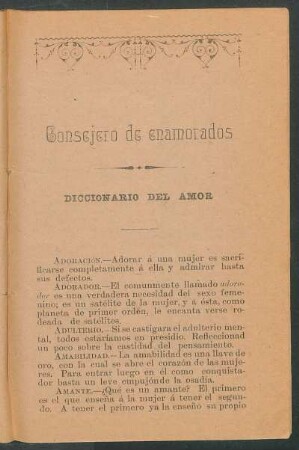 Consejero de enamorados
DICCIONARIO DEL AMOR
ADORACIÓN.—Adorar á una mujer es sacri-
ficarse completamente á ella y admirar hasta
sus defectos.
ADORADOR.—El comunmente llamado adora-
dor es una verdadera necesidad del sexo feme-
nino; es un satélite de la mujer, y á ésta, como
planeta de primer orden, le encanta verse ro-
deada de satélites.
ADULTERIO.—Si se castigara el adulterio men-
tal, todos estaríamos en presidio. Reflecciónad
un poco sobre la castidad del pensamiento.
AMABILIDAD.—La amabilidad es una llave de
oro, con la cual se abre el corazón de las muje-
res. Para entrar luego en él como conquista-
dor basta un leve empujónde la osadía.
AMANTE.—¿Qué es un amante? El primero
es el que enseña á la mujer á tener el segun-
do. A tener el primero ya la enseñó su propio